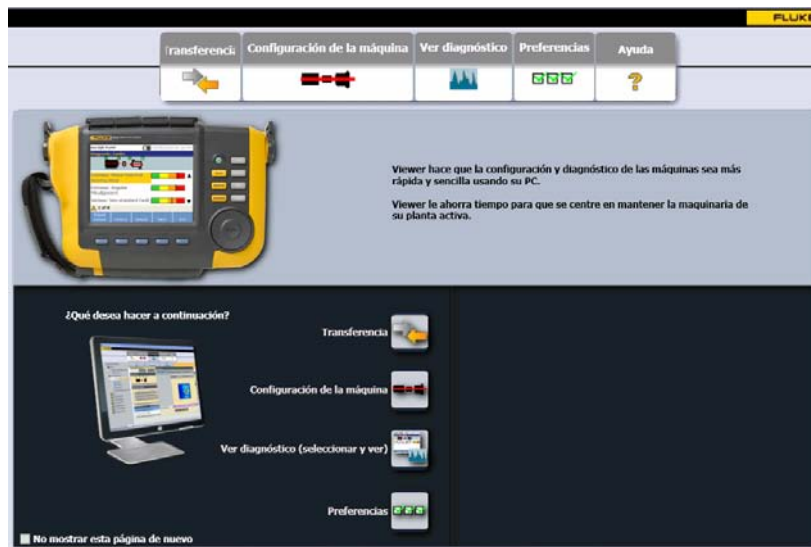 FLUKE
Transferencia Configuración de la máquina Ver diagnóstico Preferencias Ayuda
Viewer hace que la configuración y diagnóstico de las máquinas sea más
rápida y sencilla usando su PC.
Viewer le ahorra tiempo para que se centre en mantener la maquinaria de
su planta activa.
¿Qué desea hacer a continuación?
Transferencia
Configuración de la máquina
Ver diagnóstico (seleccionar y ver)
Preferencias
No mostrar esta página de nuevo